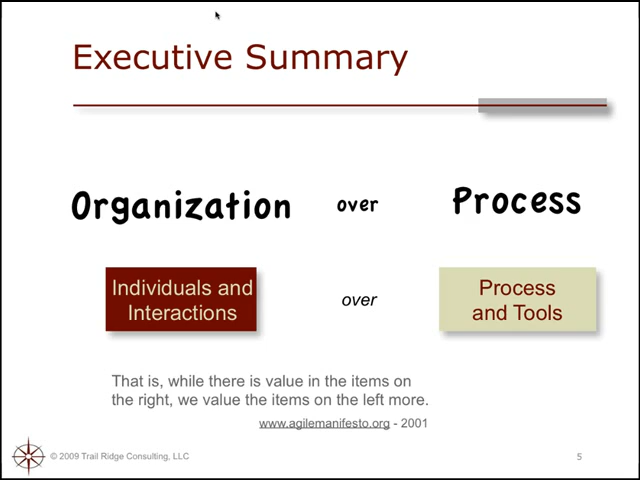 Executive Summary
Organization over Process
Individuals and
Interactions
over
Process
and Tools
That is, while there is value in the items on
the right, we value the items on the left more.
www.agilemanifesto.org - 2001
© 2009 Trail Ridge Consulting, LLC
5